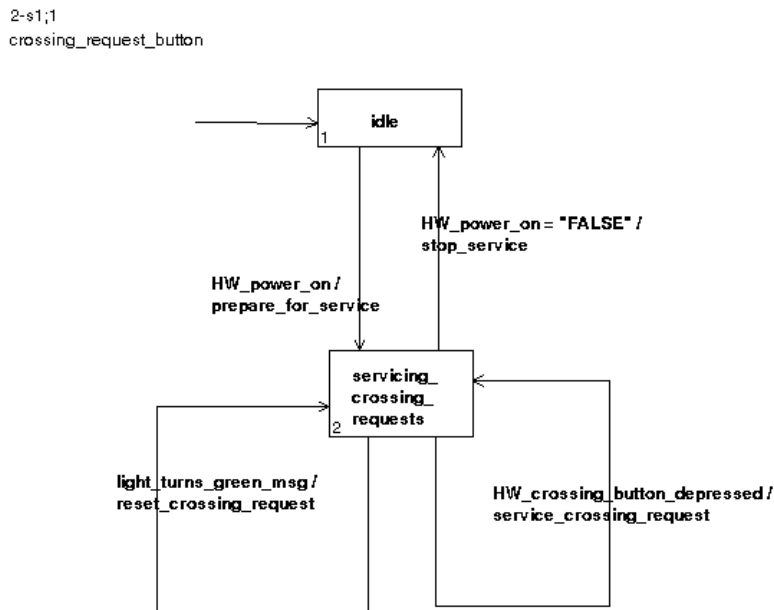 2-s1;1
crossing_request_button
idle
1
HW_power_on = "FALSE" /
stop_service
HW_power_on /
prepare_for_service
servicing_
crossing_
requests
2
light_turns_green_msg /
reset_crossing_request
HW_crossing_button_depressed /
service_crossing_request